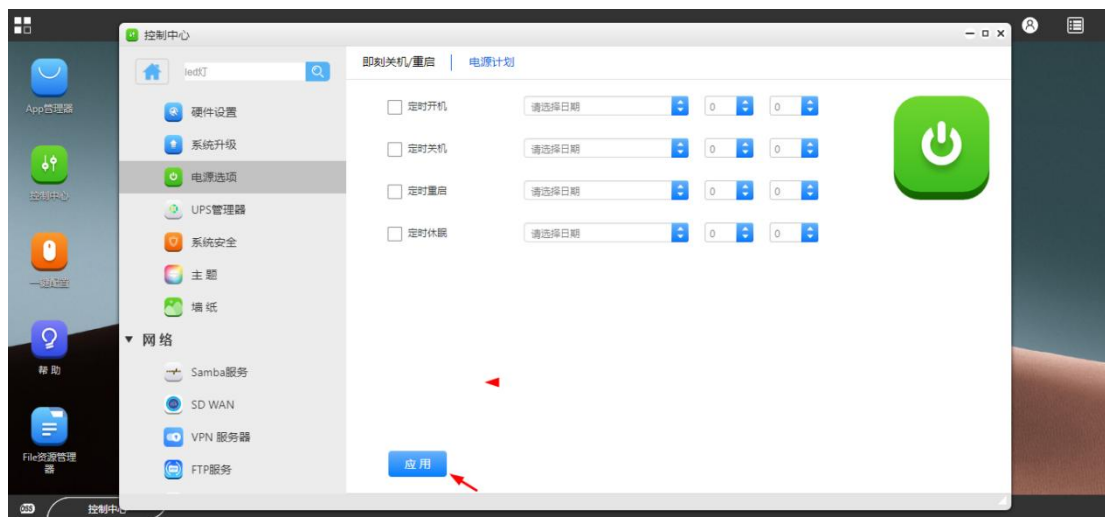 控制中心
led灯
即刻关机/重启
电源计划
App管理器
控制中心
一键配置
帮 助
File资源管理
器
硬件设置
系统升级
电源选项
UPS管理器
系统安全
主 题
墙 纸
网 络
Samba服务
SD WAN
VPN 服务器
FTP服务
定时开机 请选择日期 0 0
定时关机 请选择日期 0 0
定时重启 请选择日期 0 0
定时休眠 请选择日期 0 0
应 用
控制中心